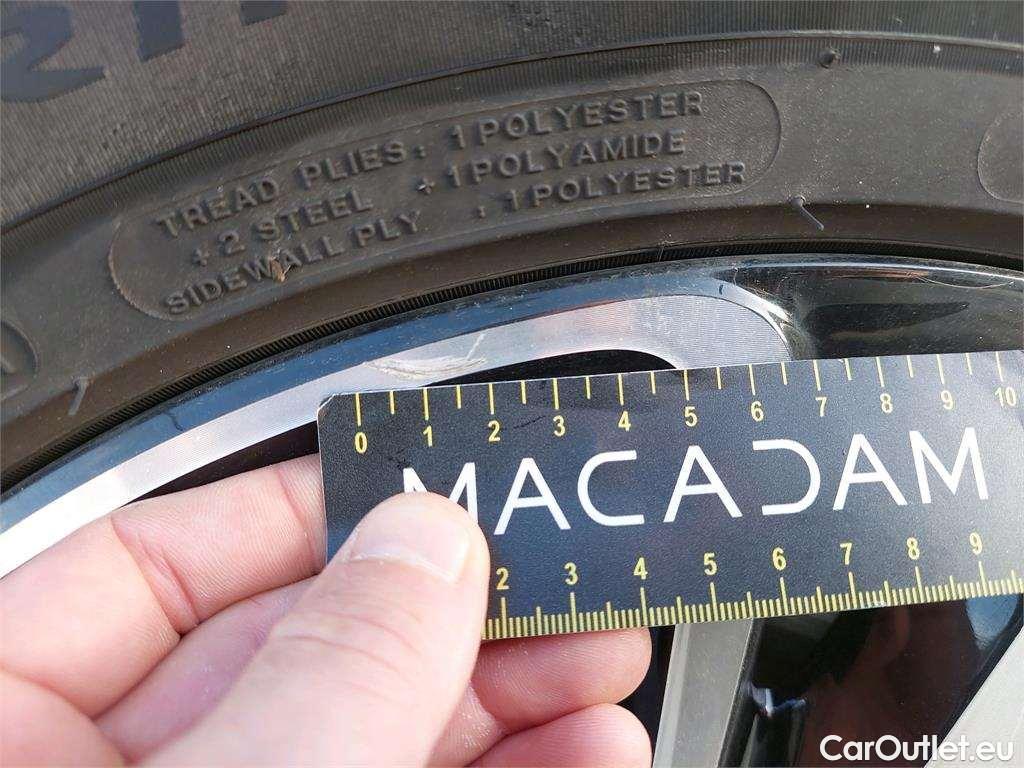 TREAD PLIES: 1 POLYESTER
+ 2 STEEL + 1 POLYAMIDE
SIDEWALL PLY : 1 POLYESTER
0 1 2 3 4 5 6 7 8 9 10
MACADAM
2 3 4 5 6 7 8 9
CarOutlet.eu